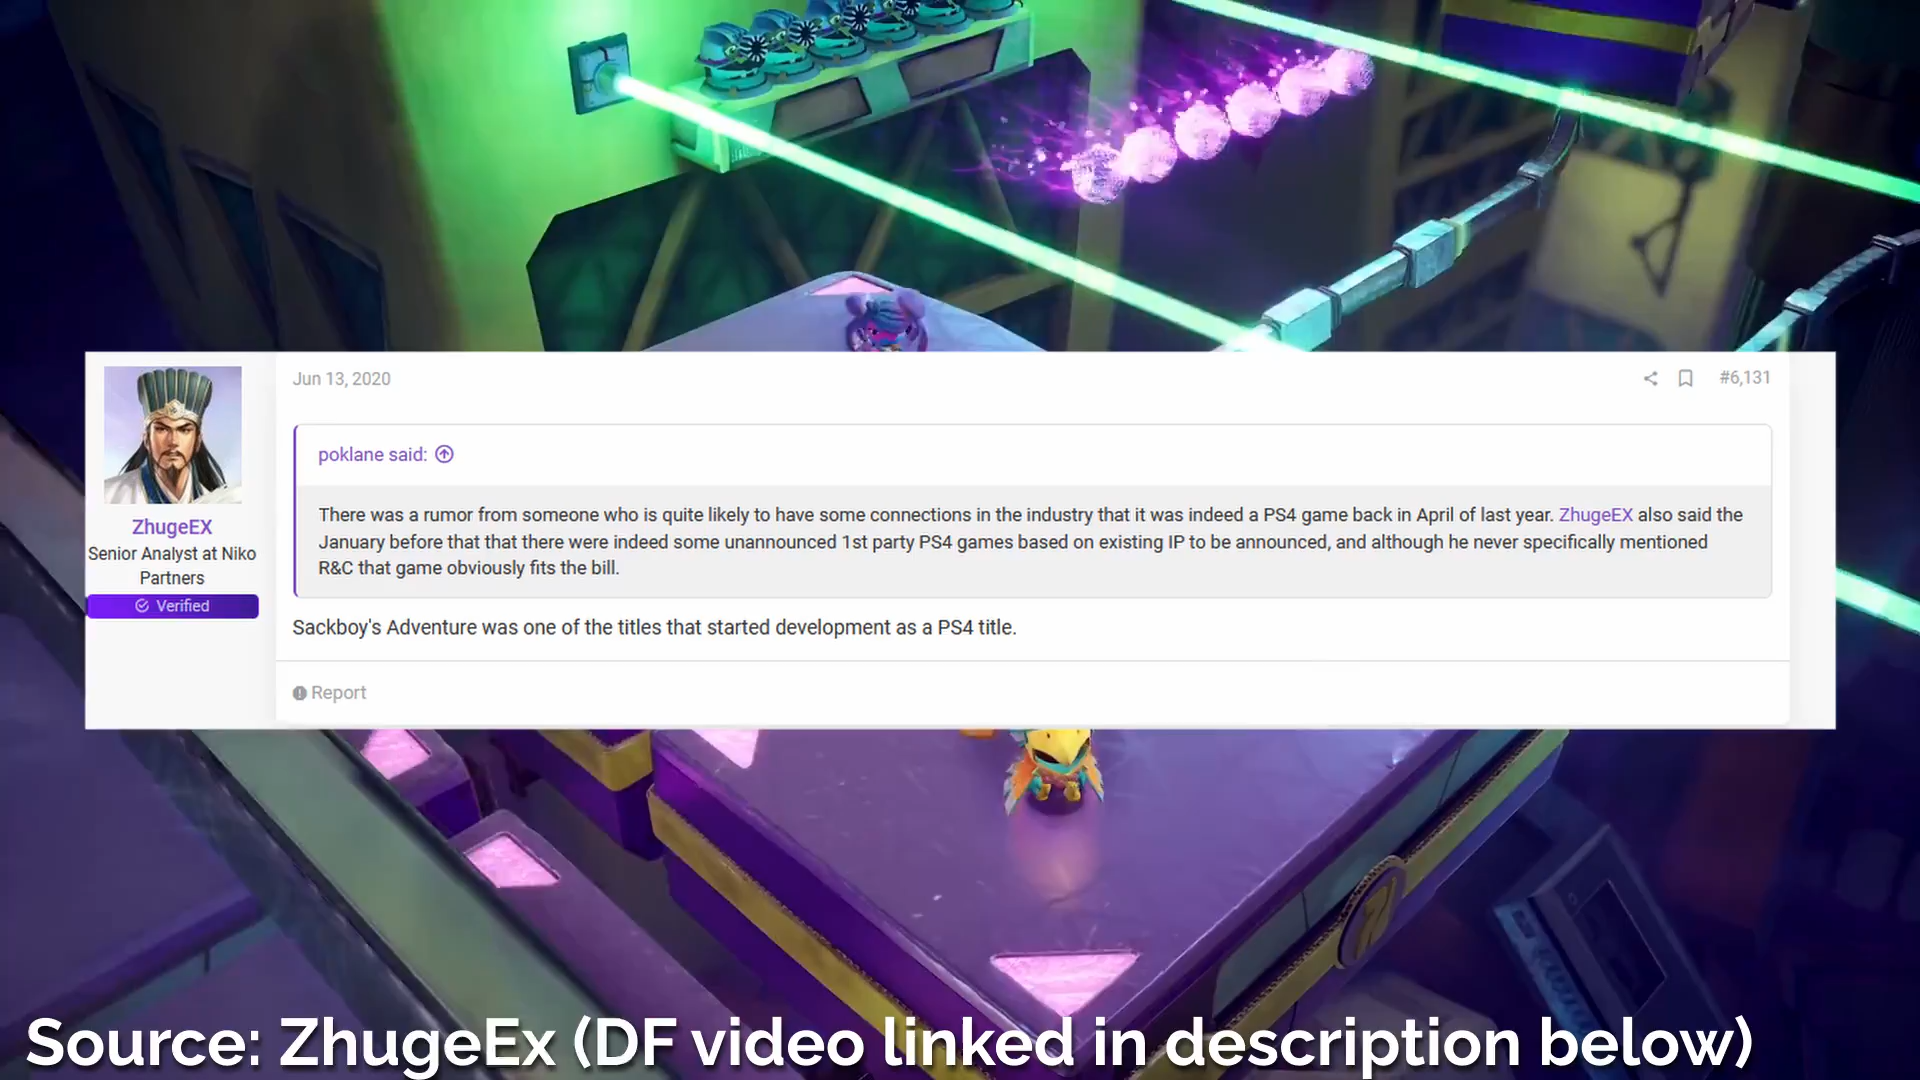 Jun 13, 2020
#6,131
poklane said:
There was a rumor from someone who is quite likely to have some connections in the industry that it was indeed a PS4 game back in April of last year. ZhugeEX also said the
January before that that there were indeed some unannounced 1st party PS4 games based on existing IP to be announced, and although he never specifically mentioned
R&C that game obviously fits the bill.
ZhugeEX
Senior Analyst at Niko
Partners
Verified
Sackboy's Adventure was one of the titles that started development as a PS4 title.
Report
Source: ZhugeEx (DF video linked in description below)